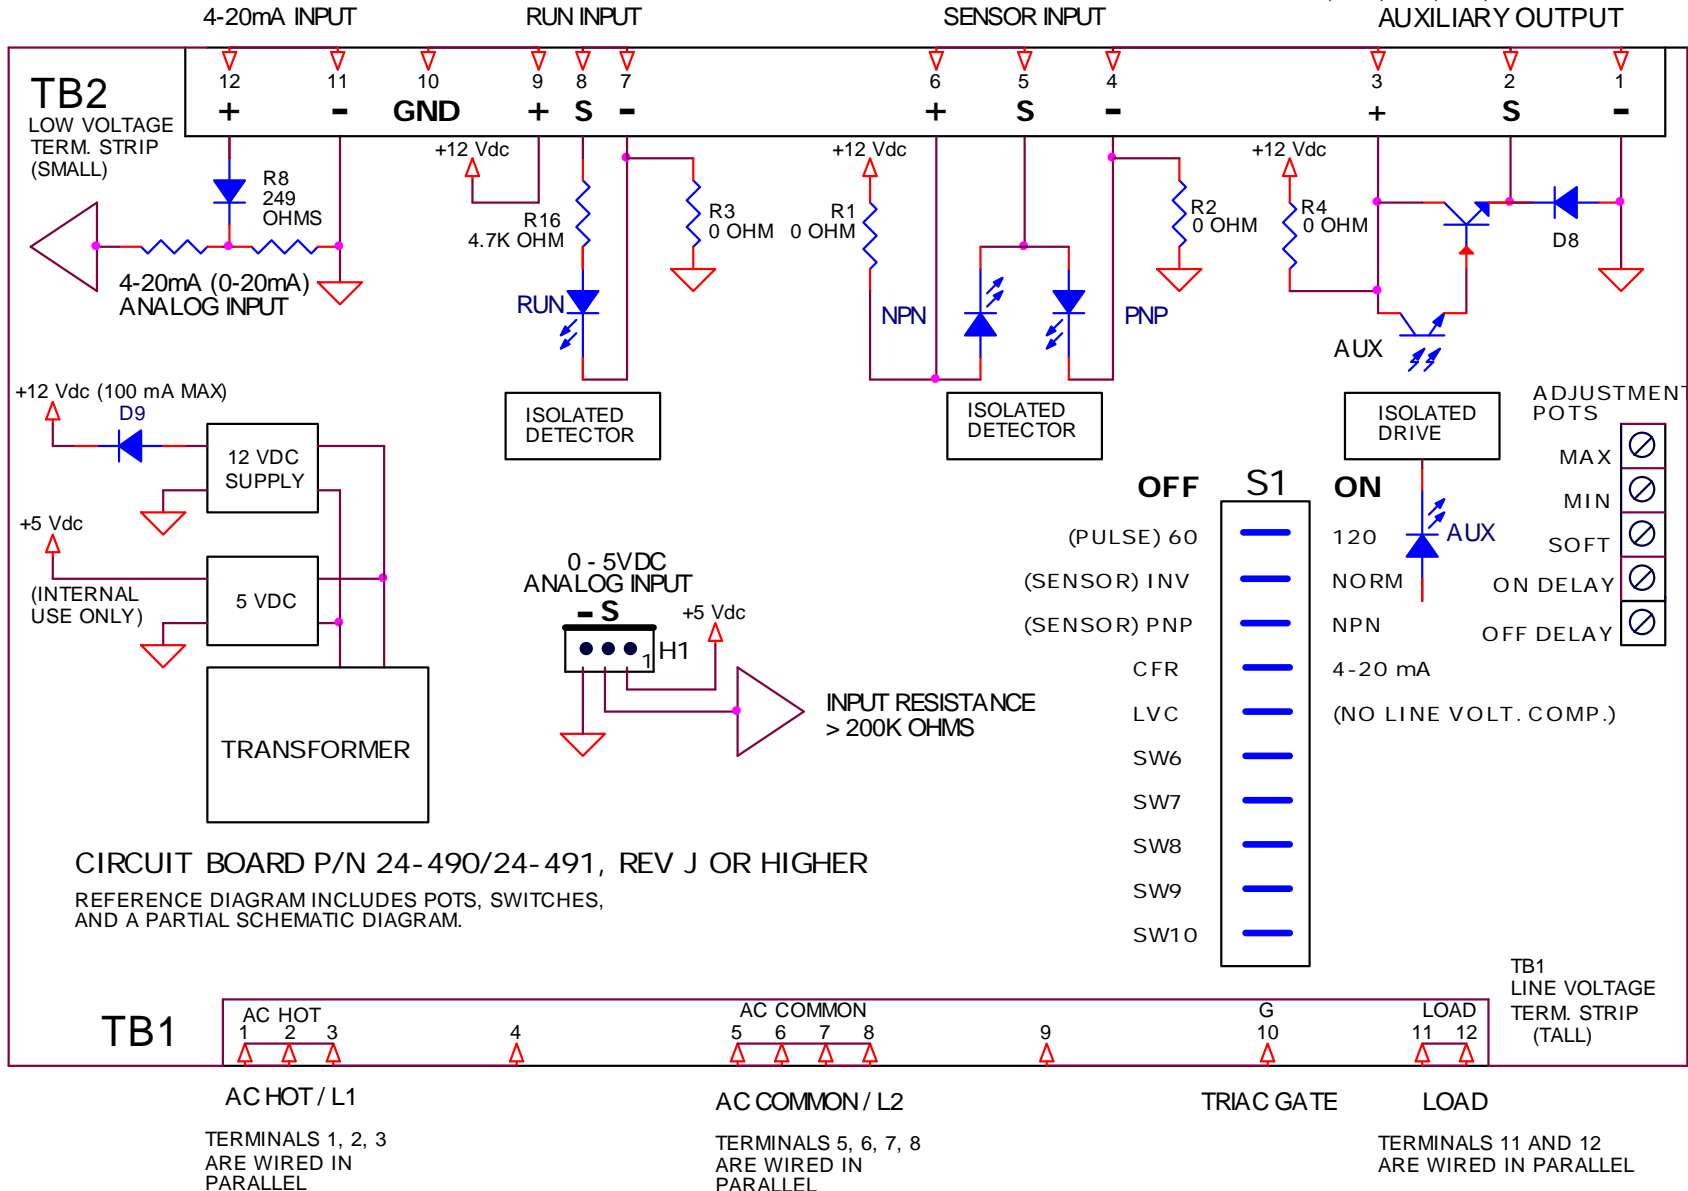 4-20mA INPUT
RUN INPUT
SENSOR INPUT
AUXILIARY OUTPUT
12 11 10 9 8 7 6 5 4 3 2 1
+ - GND + S - + S - + S -
TB2
LOW VOLTAGE
TERM. STRIP
(SMALL)
R8
249
OHMS
4-20mA (0-20mA)
ANALOG INPUT
+12 Vdc
R16
4.7K OHM
R3
0 OHM
RUN
ISOLATED
DETECTOR
+12 Vdc
R1
0 OHM
R2
0 OHM
NPN
PNP
ISOLATED
DETECTOR
+12 Vdc
R4
0 OHM
D8
AUX
ISOLATED
DRIVE
AUX
ADJUSTMENT
POTS
MAX
MIN
SOFT
ON DELAY
OFF DELAY
+12 Vdc (100 mA MAX)
D9
12 VDC
SUPPLY
+5 Vdc
(INTERNAL
USE ONLY)
5 VDC
TRANSFORMER
0 - 5VDC
ANALOG INPUT
- S
+5 Vdc
1 H1
INPUT RESISTANCE
> 200K OHMS
OFF S1 ON
(PULSE) 60 120
(SENSOR) INV NORM
(SENSOR) PNP NPN
CFR 4-20 mA
LVC (NO LINE VOLT. COMP.)
SW6
SW7
SW8
SW9
SW10
CIRCUIT BOARD P/N 24-490/24-491, REV J OR HIGHER
REFERENCE DIAGRAM INCLUDES POTS, SWITCHES,
AND A PARTIAL SCHEMATIC DIAGRAM.
TB1
LINE VOLTAGE
TERM. STRIP
(TALL)
TB1
AC HOT AC COMMON G LOAD
1 2 3 4 5 6 7 8 9 10 11 12
AC HOT / L1
TERMINALS 1, 2, 3
ARE WIRED IN
PARALLEL
AC COMMON / L2
TERMINALS 5, 6, 7, 8
ARE WIRED IN
PARALLEL
TRIAC GATE
LOAD
TERMINALS 11 AND 12
ARE WIRED IN PARALLEL